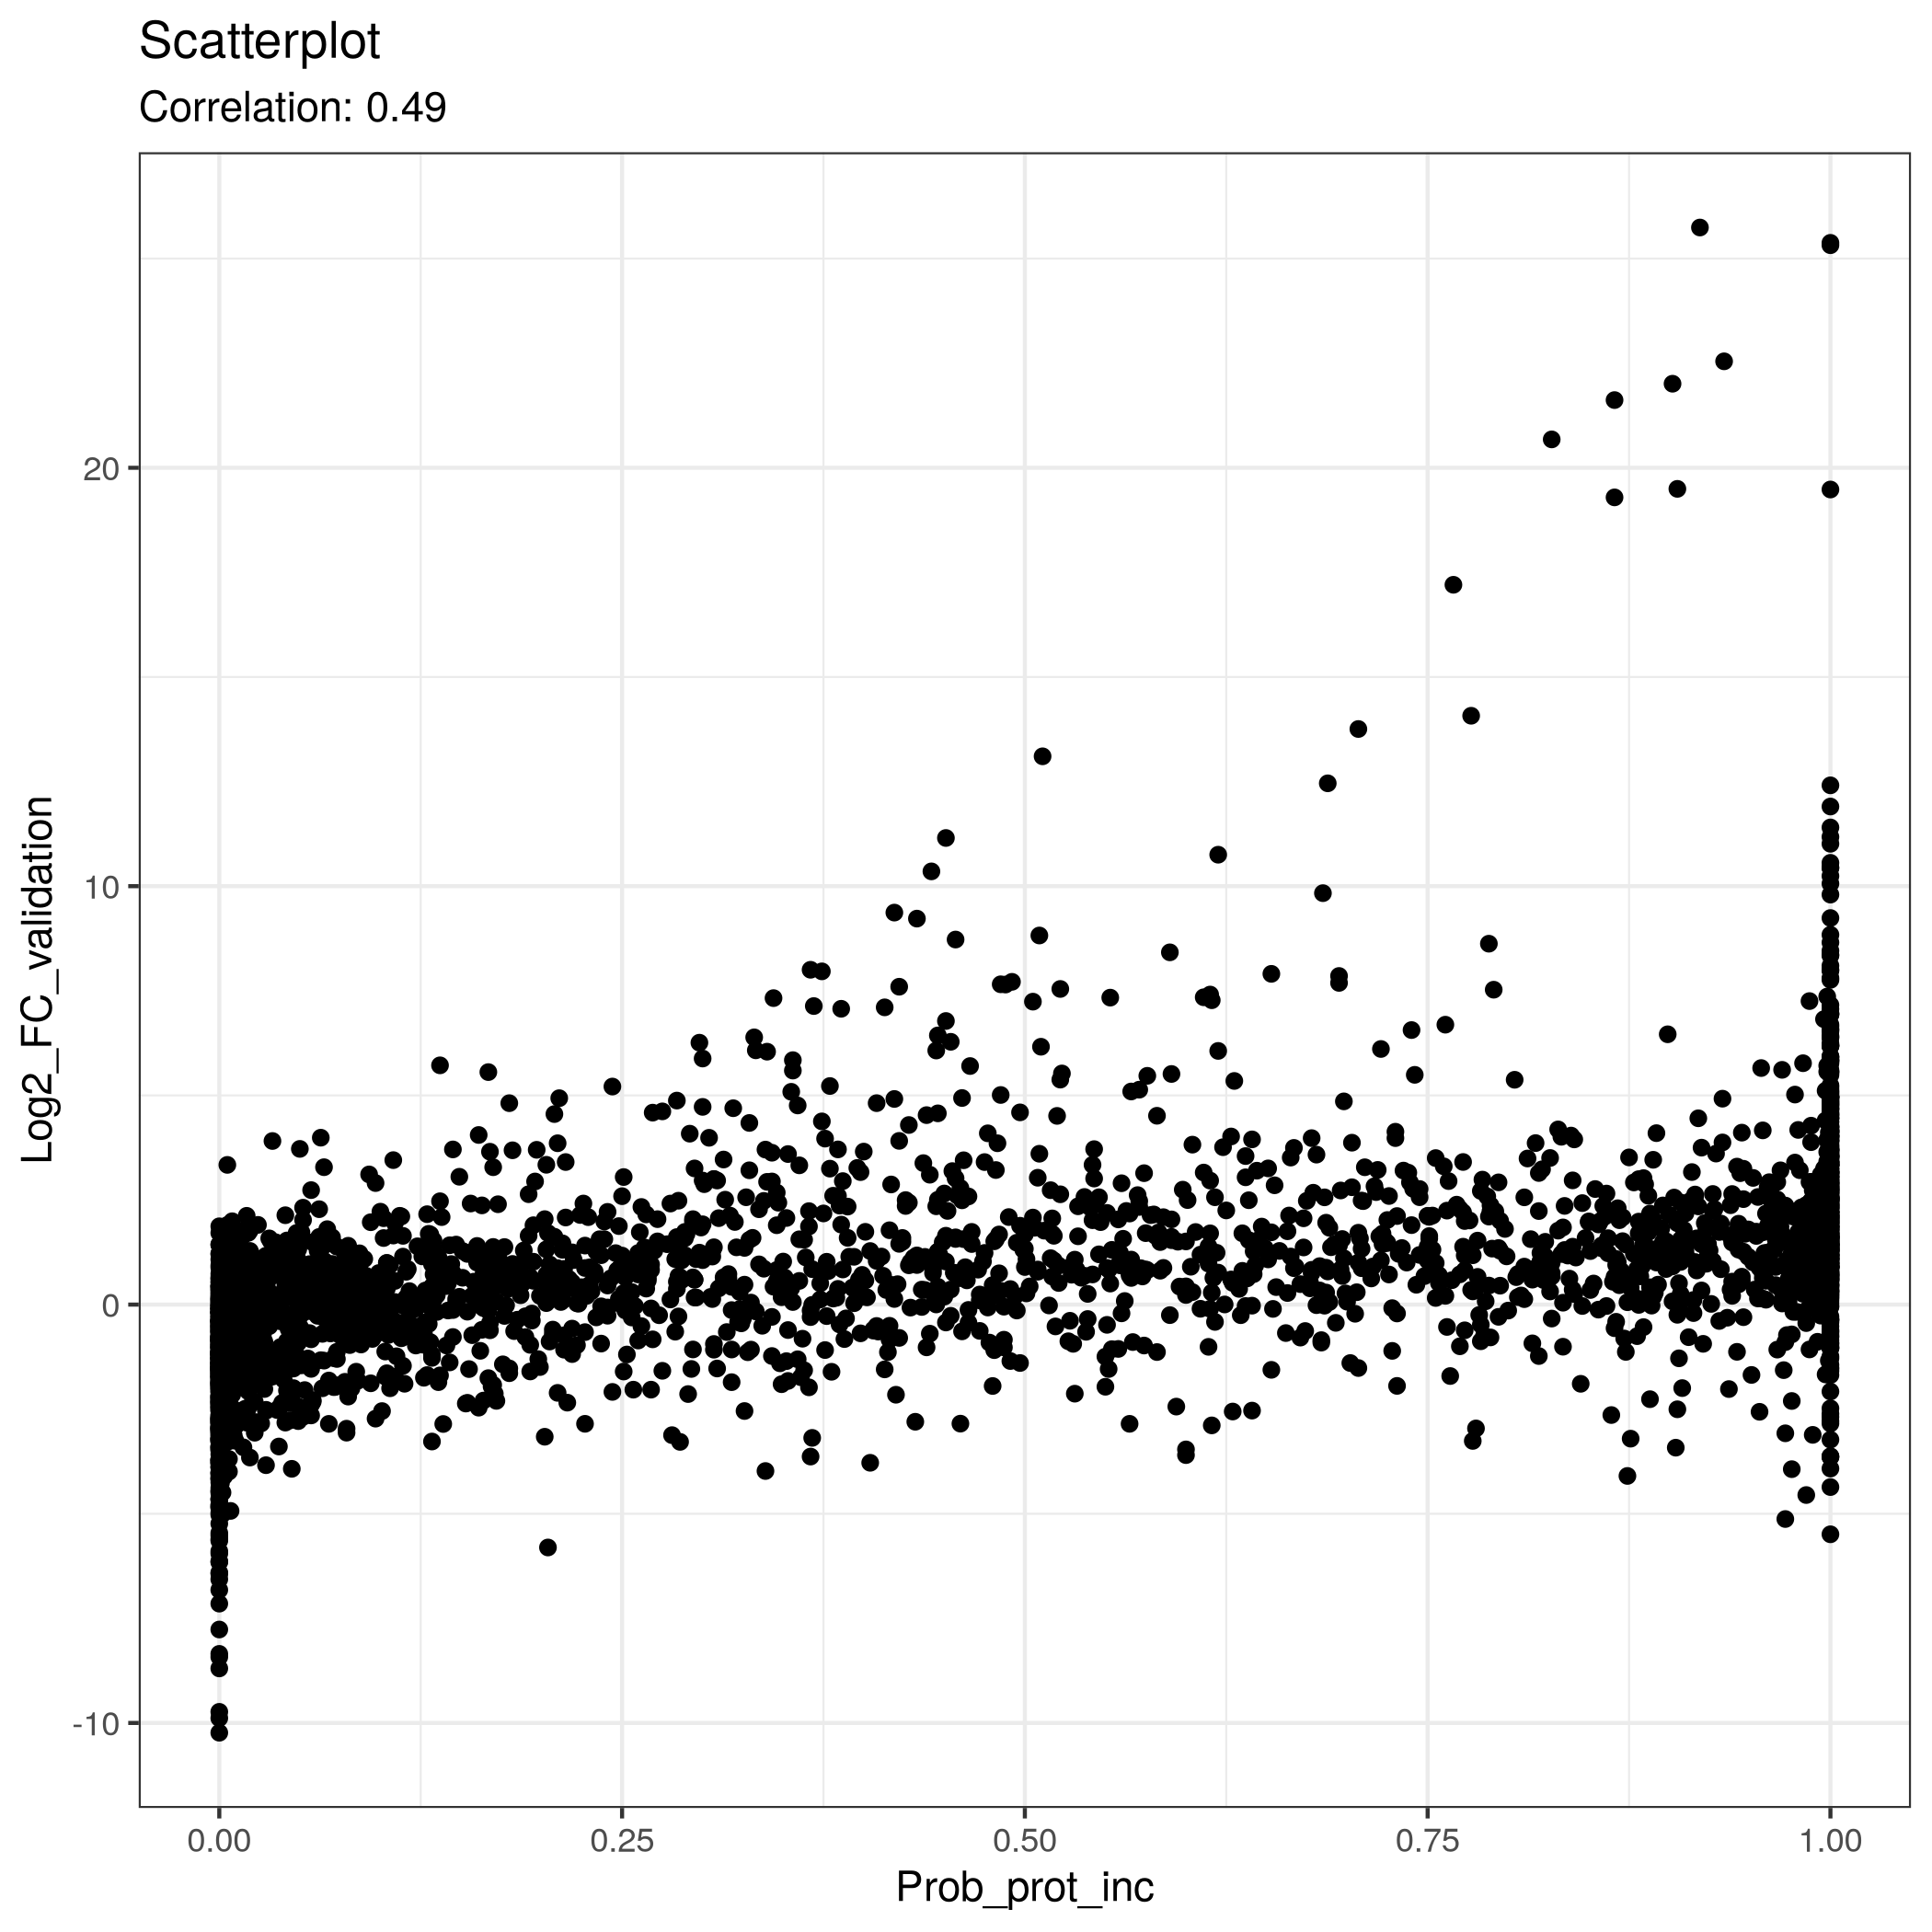 Scatterplot
Correlation: 0.49
Log2_FC_validation
20
10
0
-10
0.00 0.25 0.50 0.75 1.00
Prob_prot_inc